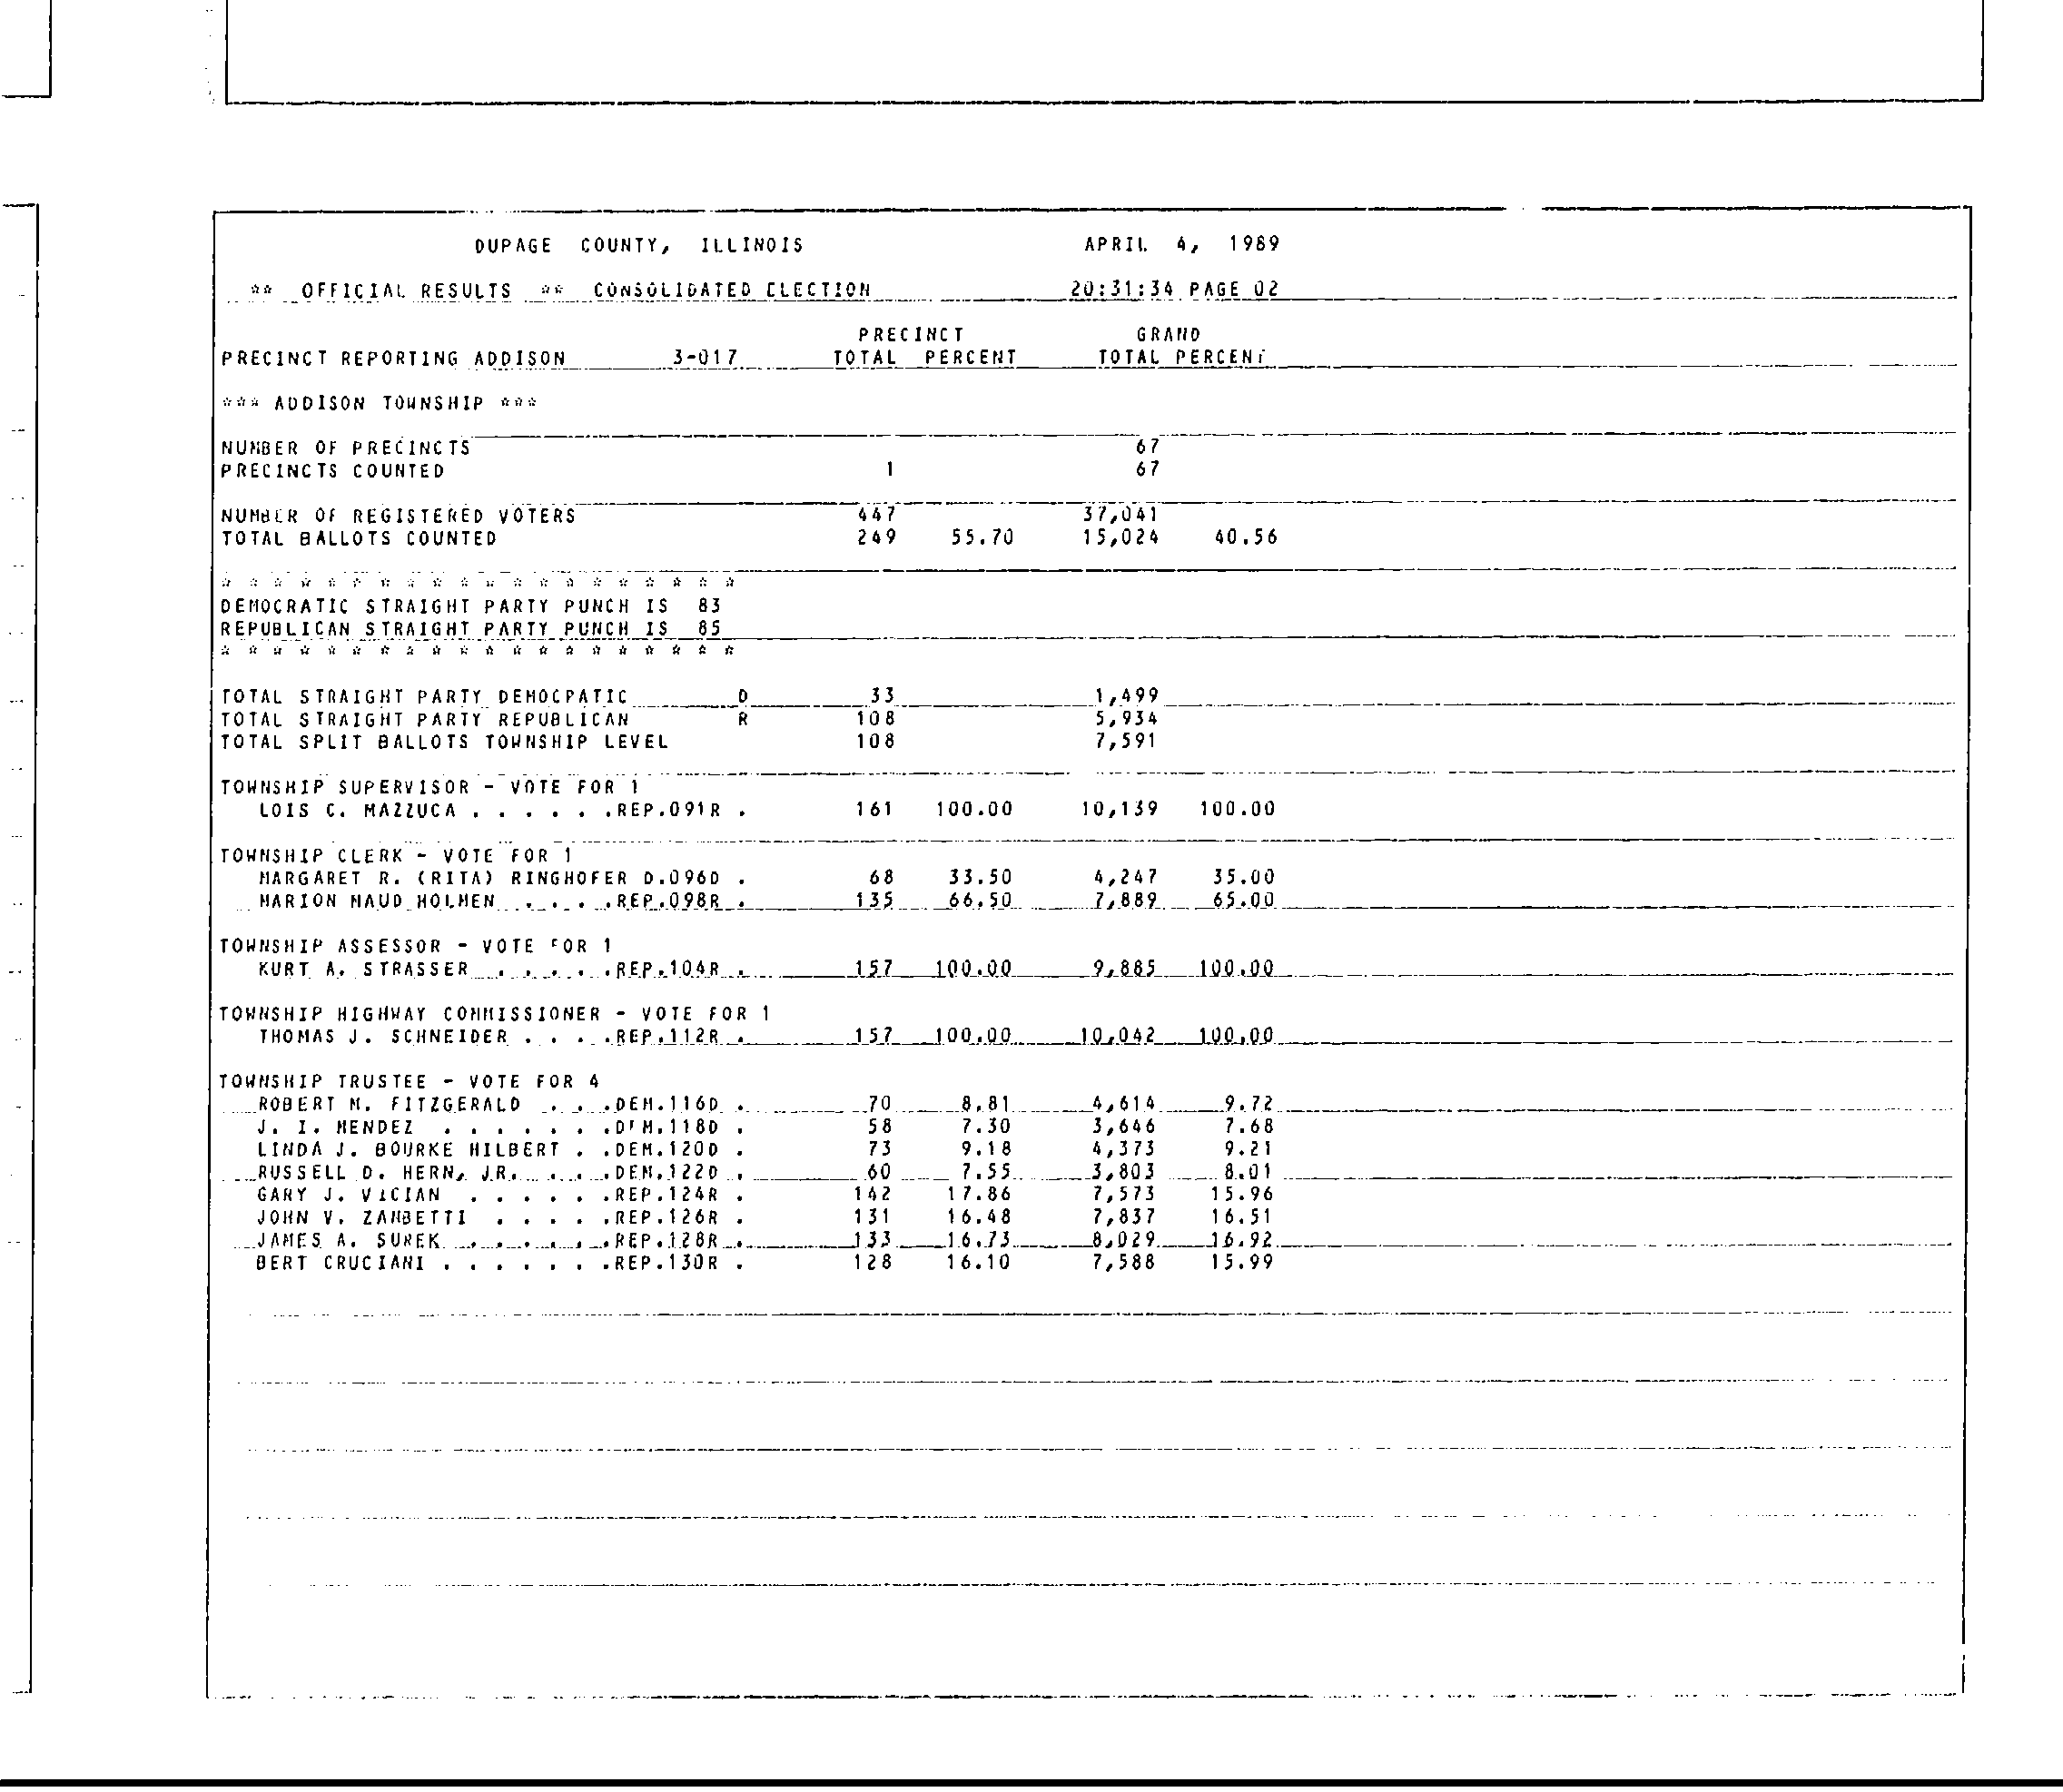 DUPAGE COUNTY, ILLINOIS APRIL 4, 1989
** OFFICIAL RESULTS ** CONSOLIDATED ELECTION 20:31:34 PAGE 02
PRECINCT GRAND
PRECINCT REPORTING ADDISON 3-017 TOTAL PERCENT TOTAL PERCENT
*** ADDISON TOWNSHIP ***
NUMBER OF PRECINCTS 67
PRECINCTS COUNTED 1 67
NUMBER OF REGISTERED VOTERS 447 37,041
TOTAL BALLOTS COUNTED 249 55.70 15,024 40.56
* * * * * * * * * * * * * * * * * * * *
DEMOCRATIC STRAIGHT PARTY PUNCH IS 83
REPUBLICAN STRAIGHT PARTY PUNCH IS 85
* * * * * * * * * * * * * * * * * * * *
TOTAL STRAIGHT PARTY DEMOCPATIC D 33 1,499
TOTAL STRAIGHT PARTY REPUBLICAN R 108 5,934
TOTAL SPLIT BALLOTS TOWNSHIP LEVEL 108 7,591
TOWNSHIP SUPERVISOR - VOTE FOR 1
LOIS C. MAZZUCA . . . . . .REP.091R . 161 100.00 10,139 100.00
TOWNSHIP CLERK - VOTE FOR 1
MARGARET R. (RITA) RINGHOFER D.096D . 68 33.50 4,247 35.00
MARION MAUD HOLMEN . . . . .REP.098R . 135 66.50 7,889 65.00
TOWNSHIP ASSESSOR - VOTE FOR 1
KURT A. STRASSER . . . . . .REP.104R . 157 100.00 9,885 100.00
TOWNSHIP HIGHWAY COMMISSIONER - VOTE FOR 1
THOMAS J. SCHNEIDER . . . .REP.112R . 157 100.00 10,042 100.00
TOWNSHIP TRUSTEE - VOTE FOR 4
ROBERT M. FITZGERALD . . .DEM.116D . 70 8.81 4,614 9.72
J. I. MENDEZ . . . . . . .DEM.118D . 58 7.30 3,646 7.68
LINDA J. BOURKE HILBERT . .DEM.120D . 73 9.18 4,373 9.21
RUSSELL D. HERN, JR. . . . .DEM.122D . 60 7.55 3,803 8.01
GARY J. VICIAN . . . . . .REP.124R . 142 17.86 7,573 15.96
JOHN V. ZAMBETTI . . . . .REP.126R . 131 16.48 7,837 16.51
JAMES A. SUREK . . . . . .REP.128R . 133 16.73 8,029 16.92
BERT CRUCIANI . . . . . . .REP.130R . 128 16.10 7,588 15.99